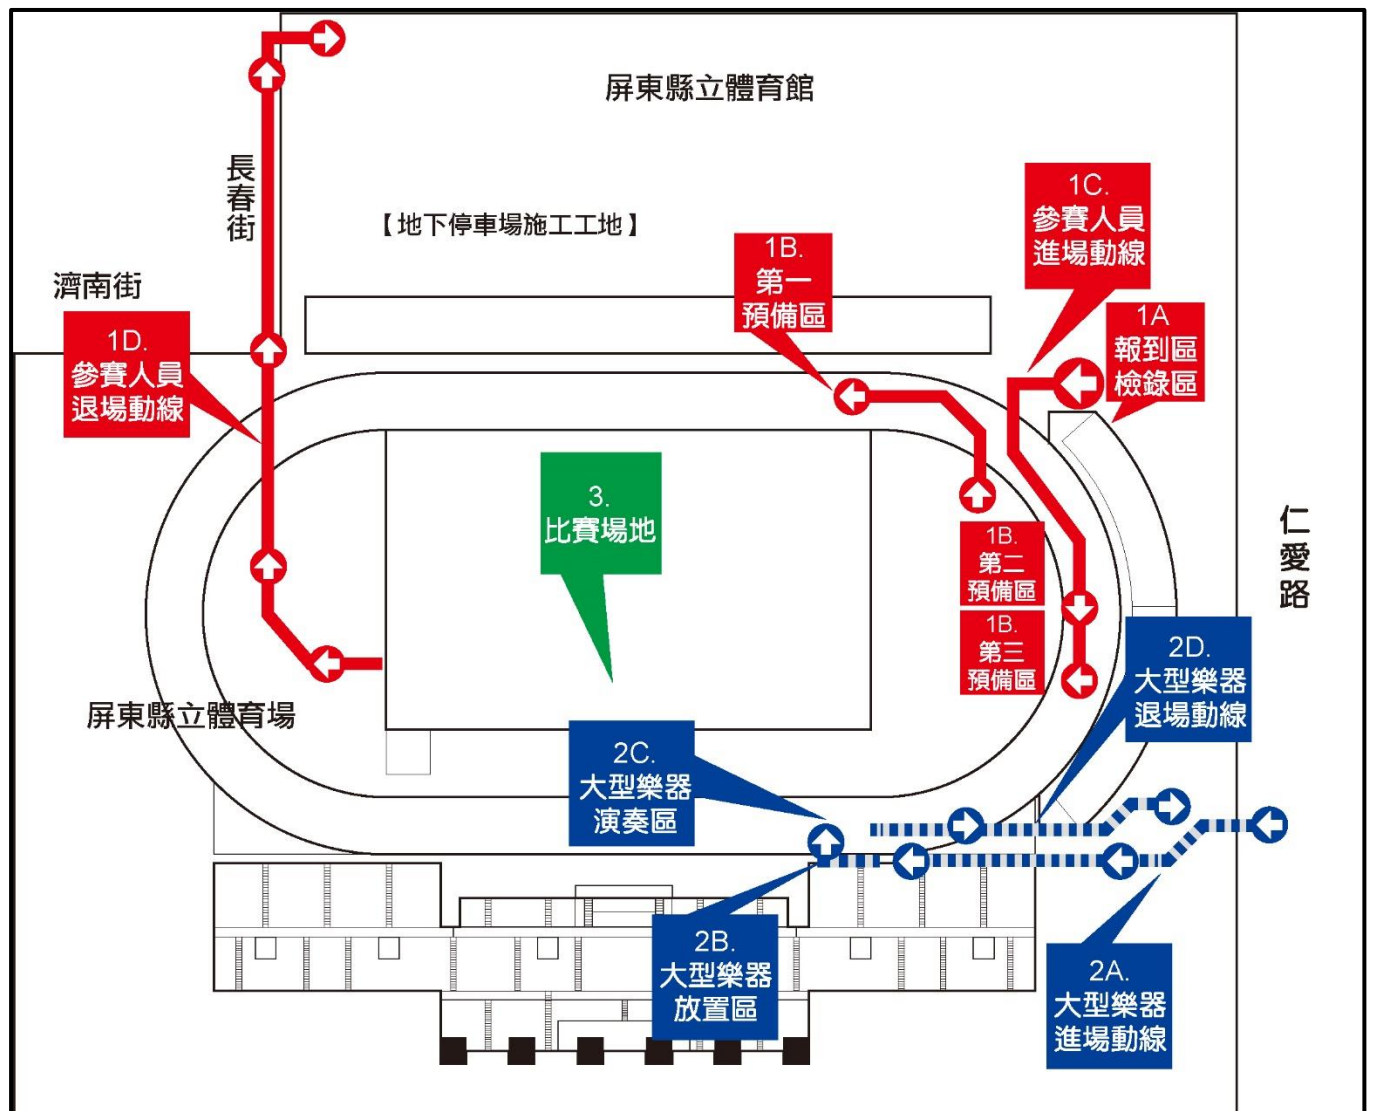 屏東縣立體育館
長春街
【地下停車場施工工地】
濟南街
1C.
參賽人員
進場動線
1B.
第一
預備區
1A
報到區
檢錄區
1D.
參賽人員
退場動線
3.
比賽場地
仁愛路
1B.
第二
預備區
1B.
第三
預備區
2D.
大型樂器
退場動線
屏東縣立體育場
2C.
大型樂器
演奏區
2B.
大型樂器
放置區
2A.
大型樂器
進場動線